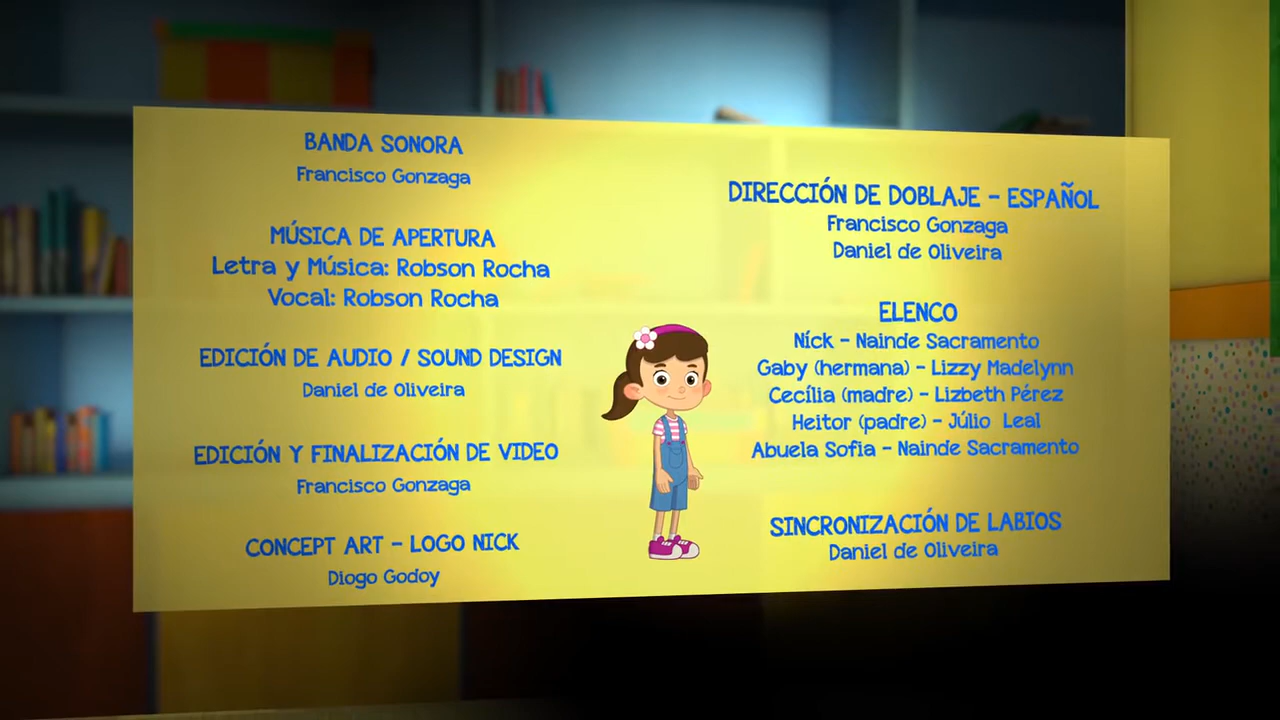 BANDA SONORA
Francisco Gonzaga
MÚSICA DE APERTURA
Letra y Música: Robson Rocha
Vocal: Robson Rocha
EDICIÓN DE AUDIO / SOUND DESIGN
Daniel de Oliveira
EDICIÓN Y FINALIZACIÓN DE VIDEO
Francisco Gonzaga
CONCEPT ART - LOGO NICK
Diogo Godoy
DIRECCIÓN DE DOBLAJE - ESPAÑOL
Francisco Gonzaga
Daniel de Oliveira
ELENCO
Níck - Nainde Sacramento
Gaby (hermana) - Lizzy Madelynn
Cecília (madre) - Lizbeth Pérez
Heitor (padre) - Júlio Leal
Abuela Sofia - Nainde Sacramento
SINCRONIZACIÓN DE LABIOS
Daniel de Oliveira